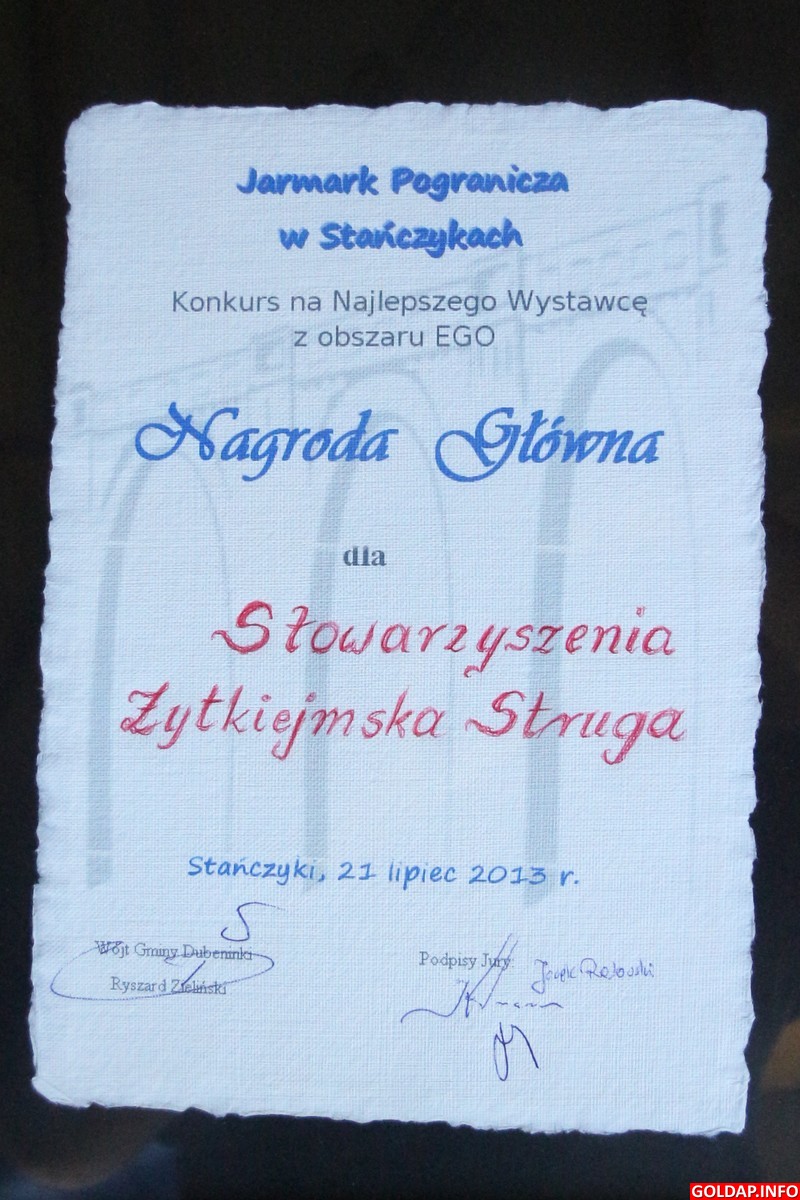 Jarmark Pogranicza
w Stańczykach
Konkurs na Najlepszego Wystawcę
z obszaru EGO
Nagroda Główna
dla
Stowarzyszenia
Żytkiejmska Struga
Stańczyki, 21 lipiec 2013 r.
Wójt Gminy Dubeninki
Ryszard Zieliński
Podpisy Jury:
Jacek
GOLDAP.INFO